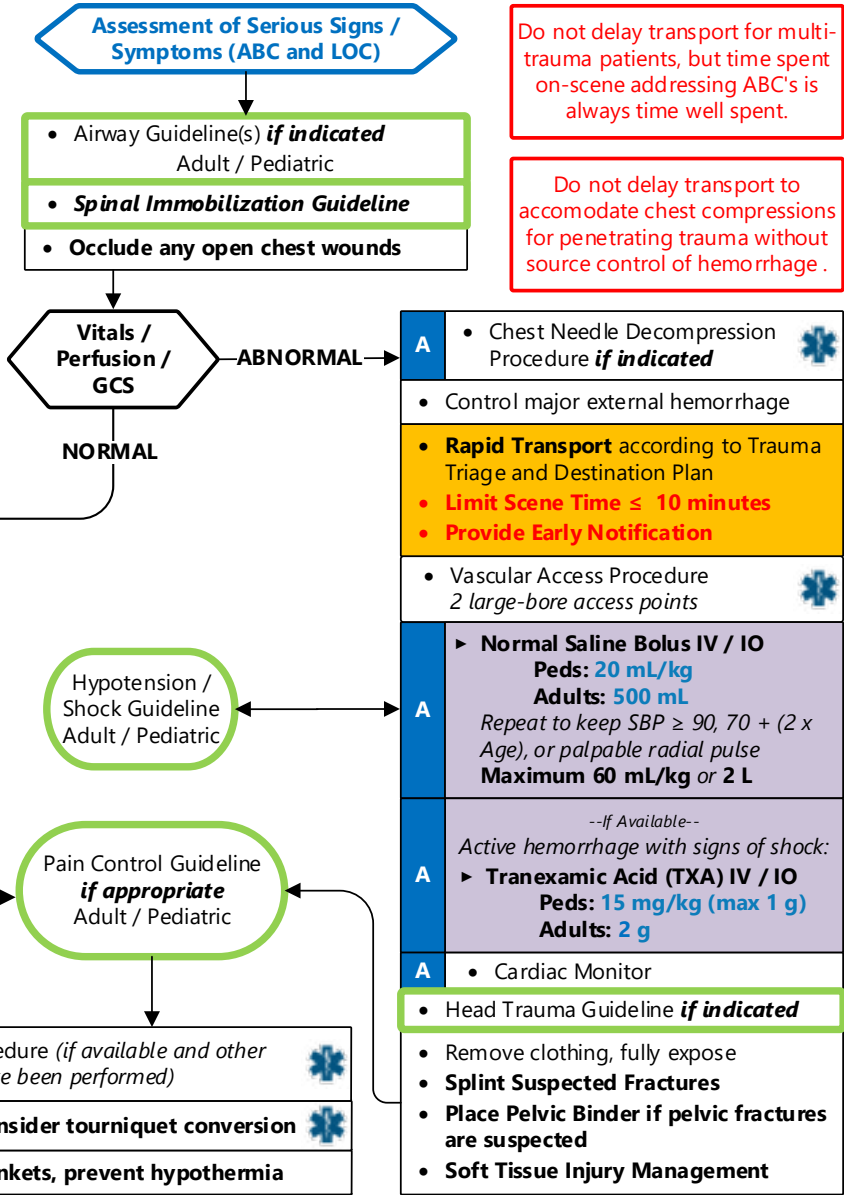 Assessment of Serious Signs /
Symptoms (ABC and LOC)
Do not delay transport for multi-
trauma patients, but time spent
on-scene addressing ABC's is
always time well spent.
• Airway Guideline(s) if indicated
Adult / Pediatric
• Spinal Immobilization Guideline
• Occlude any open chest wounds
Do not delay transport to
accomodate chest compressions
for penetrating trauma without
source control of hemorrhage .
Vitals /
Perfusion /
GCS
ABNORMAL
NORMAL
A
• Chest Needle Decompression
Procedure if indicated
• Control major external hemorrhage
• Rapid Transport according to Trauma
Triage and Destination Plan
• Limit Scene Time ≤ 10 minutes
• Provide Early Notification
• Vascular Access Procedure
2 large-bore access points
Hypotension /
Shock Guideline
Adult / Pediatric
A
► Normal Saline Bolus IV / IO
Peds: 20 mL/kg
Adults: 500 mL
Repeat to keep SBP ≥ 90, 70 + (2 x
Age), or palpable radial pulse
Maximum 60 mL/kg or 2 L
A
--If Available--
Active hemorrhage with signs of shock:
► Tranexamic Acid (TXA) IV / IO
Peds: 15 mg/kg (max 1 g)
Adults: 2 g
Pain Control Guideline
if appropriate
Adult / Pediatric
A
• Cardiac Monitor
• Head Trauma Guideline if indicated
• Remove clothing, fully expose
• Splint Suspected Fractures
• Place Pelvic Binder if pelvic fractures
are suspected
• Soft Tissue Injury Management
edure (if available and other
e been performed)
nsider tourniquet conversion
nkets, prevent hypothermia